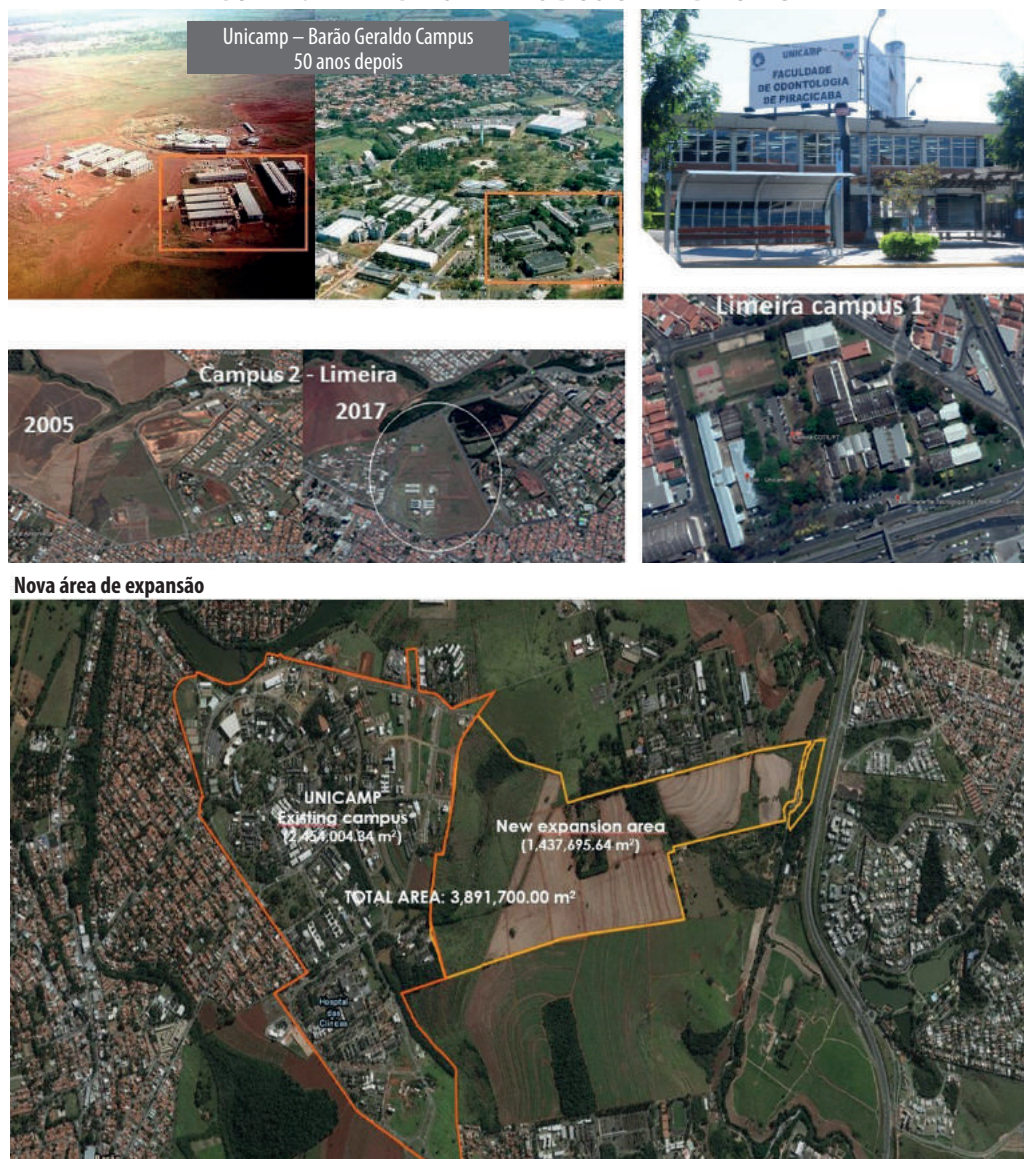 Unicamp – Barão Geraldo Campus
50 anos depois
UNICAMP
FACULDADE
DE ODONTOLOGIA
DE PIRACICABA
Limeira campus 1
Campus 2 - Limeira
2005
2017
Nova área de expansão
UNICAMP
Existing campus*
(2,454,004.34 m²)
New expansion area
(1,437,695.64 m²)
TOTAL AREA: 3,891,700.00 m²
Hospital
das
Clínicas